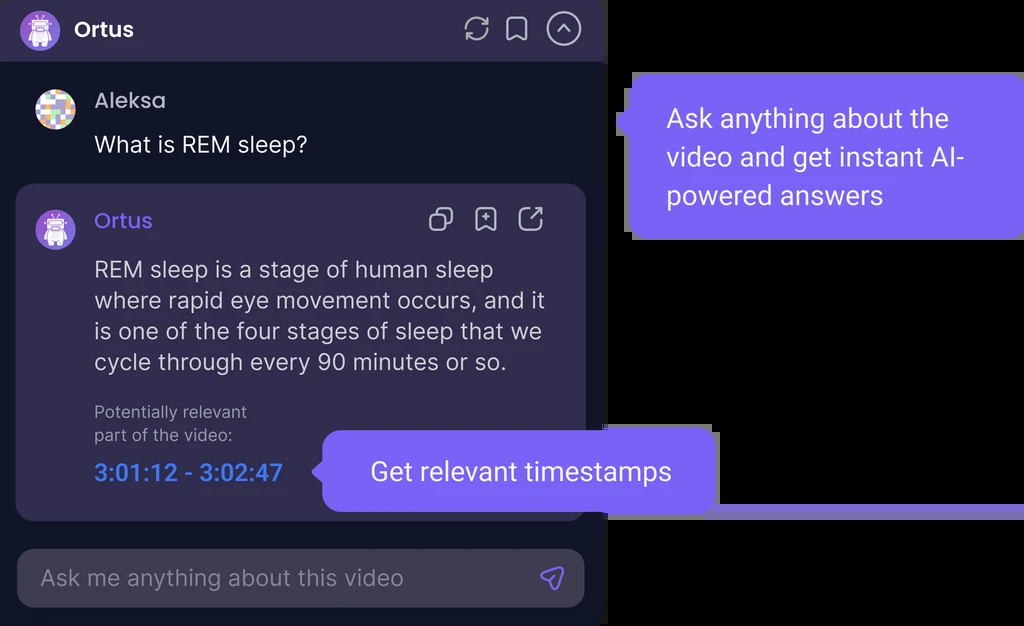 Ortus
Aleksa
What is REM sleep?
Ask anything about the
video and get instant AI-
powered answers
Ortus
REM sleep is a stage of human sleep
where rapid eye movement occurs, and it
is one of the four stages of sleep that we
cycle through every 90 minutes or so.
Potentially relevant
part of the video:
3:01:12 - 3:02:47
Get relevant timestamps
Ask me anything about this video